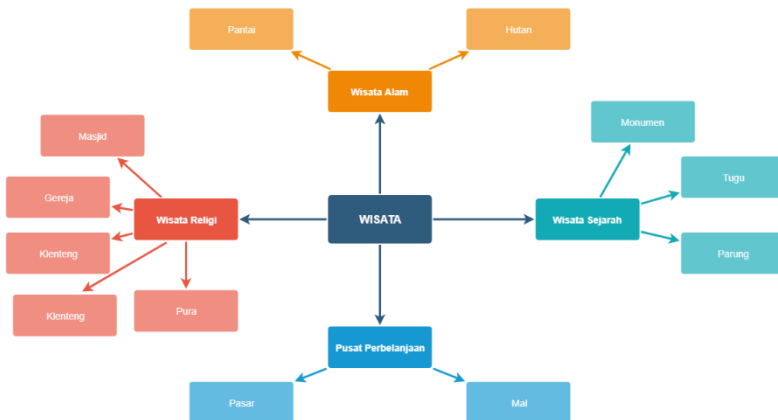 Pantai
Hutan
Wisata Alam
Monumen
Masjid
Tugu
Gereja
Wisata Religi
WISATA
Wisata Sejarah
Klenteng
Parung
Klenteng
Pura
Pusat Perbelanjaan
Pasar
Mal